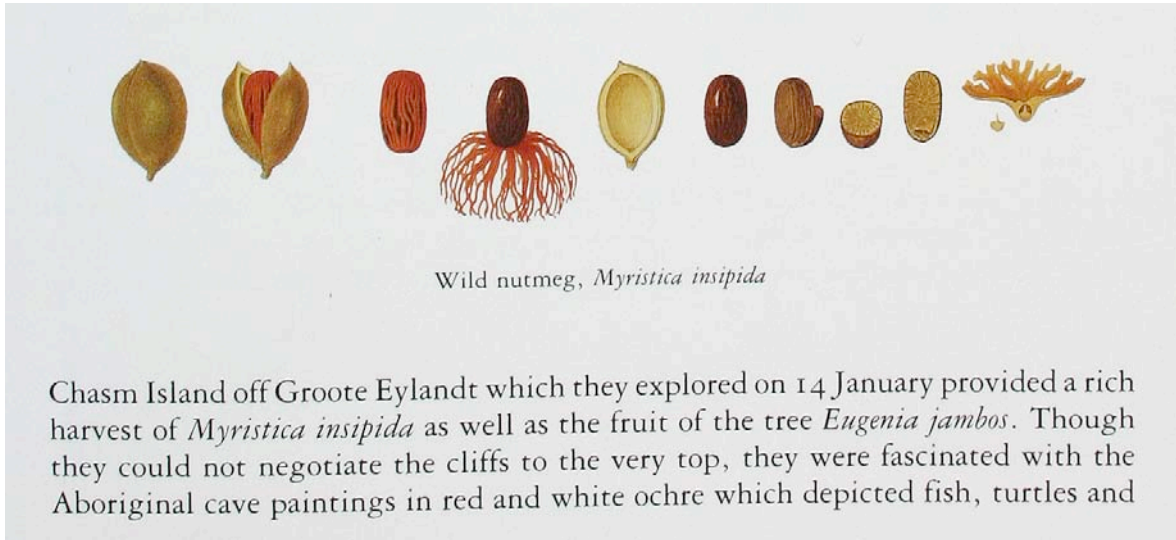 Wild nutmeg, Myristica insipida
Chasm Island off Groote Eylandt which they explored on 14 January provided a rich
harvest of Myristica insipida as well as the fruit of the tree Eugenia jambos. Though
they could not negotiate the cliffs to the very top, they were fascinated with the
Aboriginal cave paintings in red and white ochre which depicted fish, turtles and